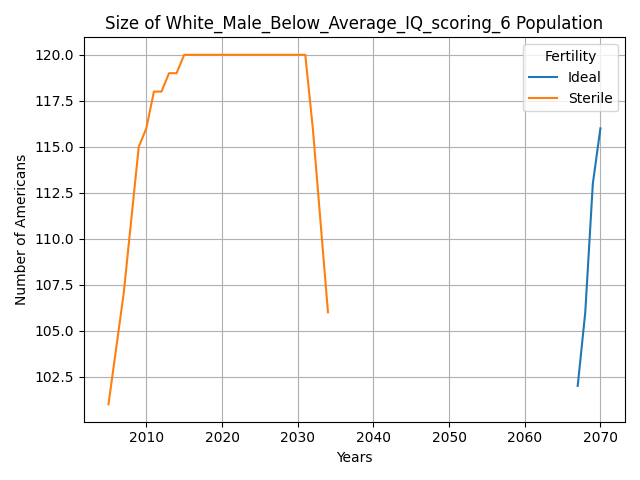 Size of White_Male_Below_Average_IQ_scoring_6 Population
Fertility
Ideal
Sterile
120.0
117.5
115.0
112.5
110.0
107.5
105.0
102.5
Number of Americans
2010 2020 2030 2040 2050 2060 2070
Years